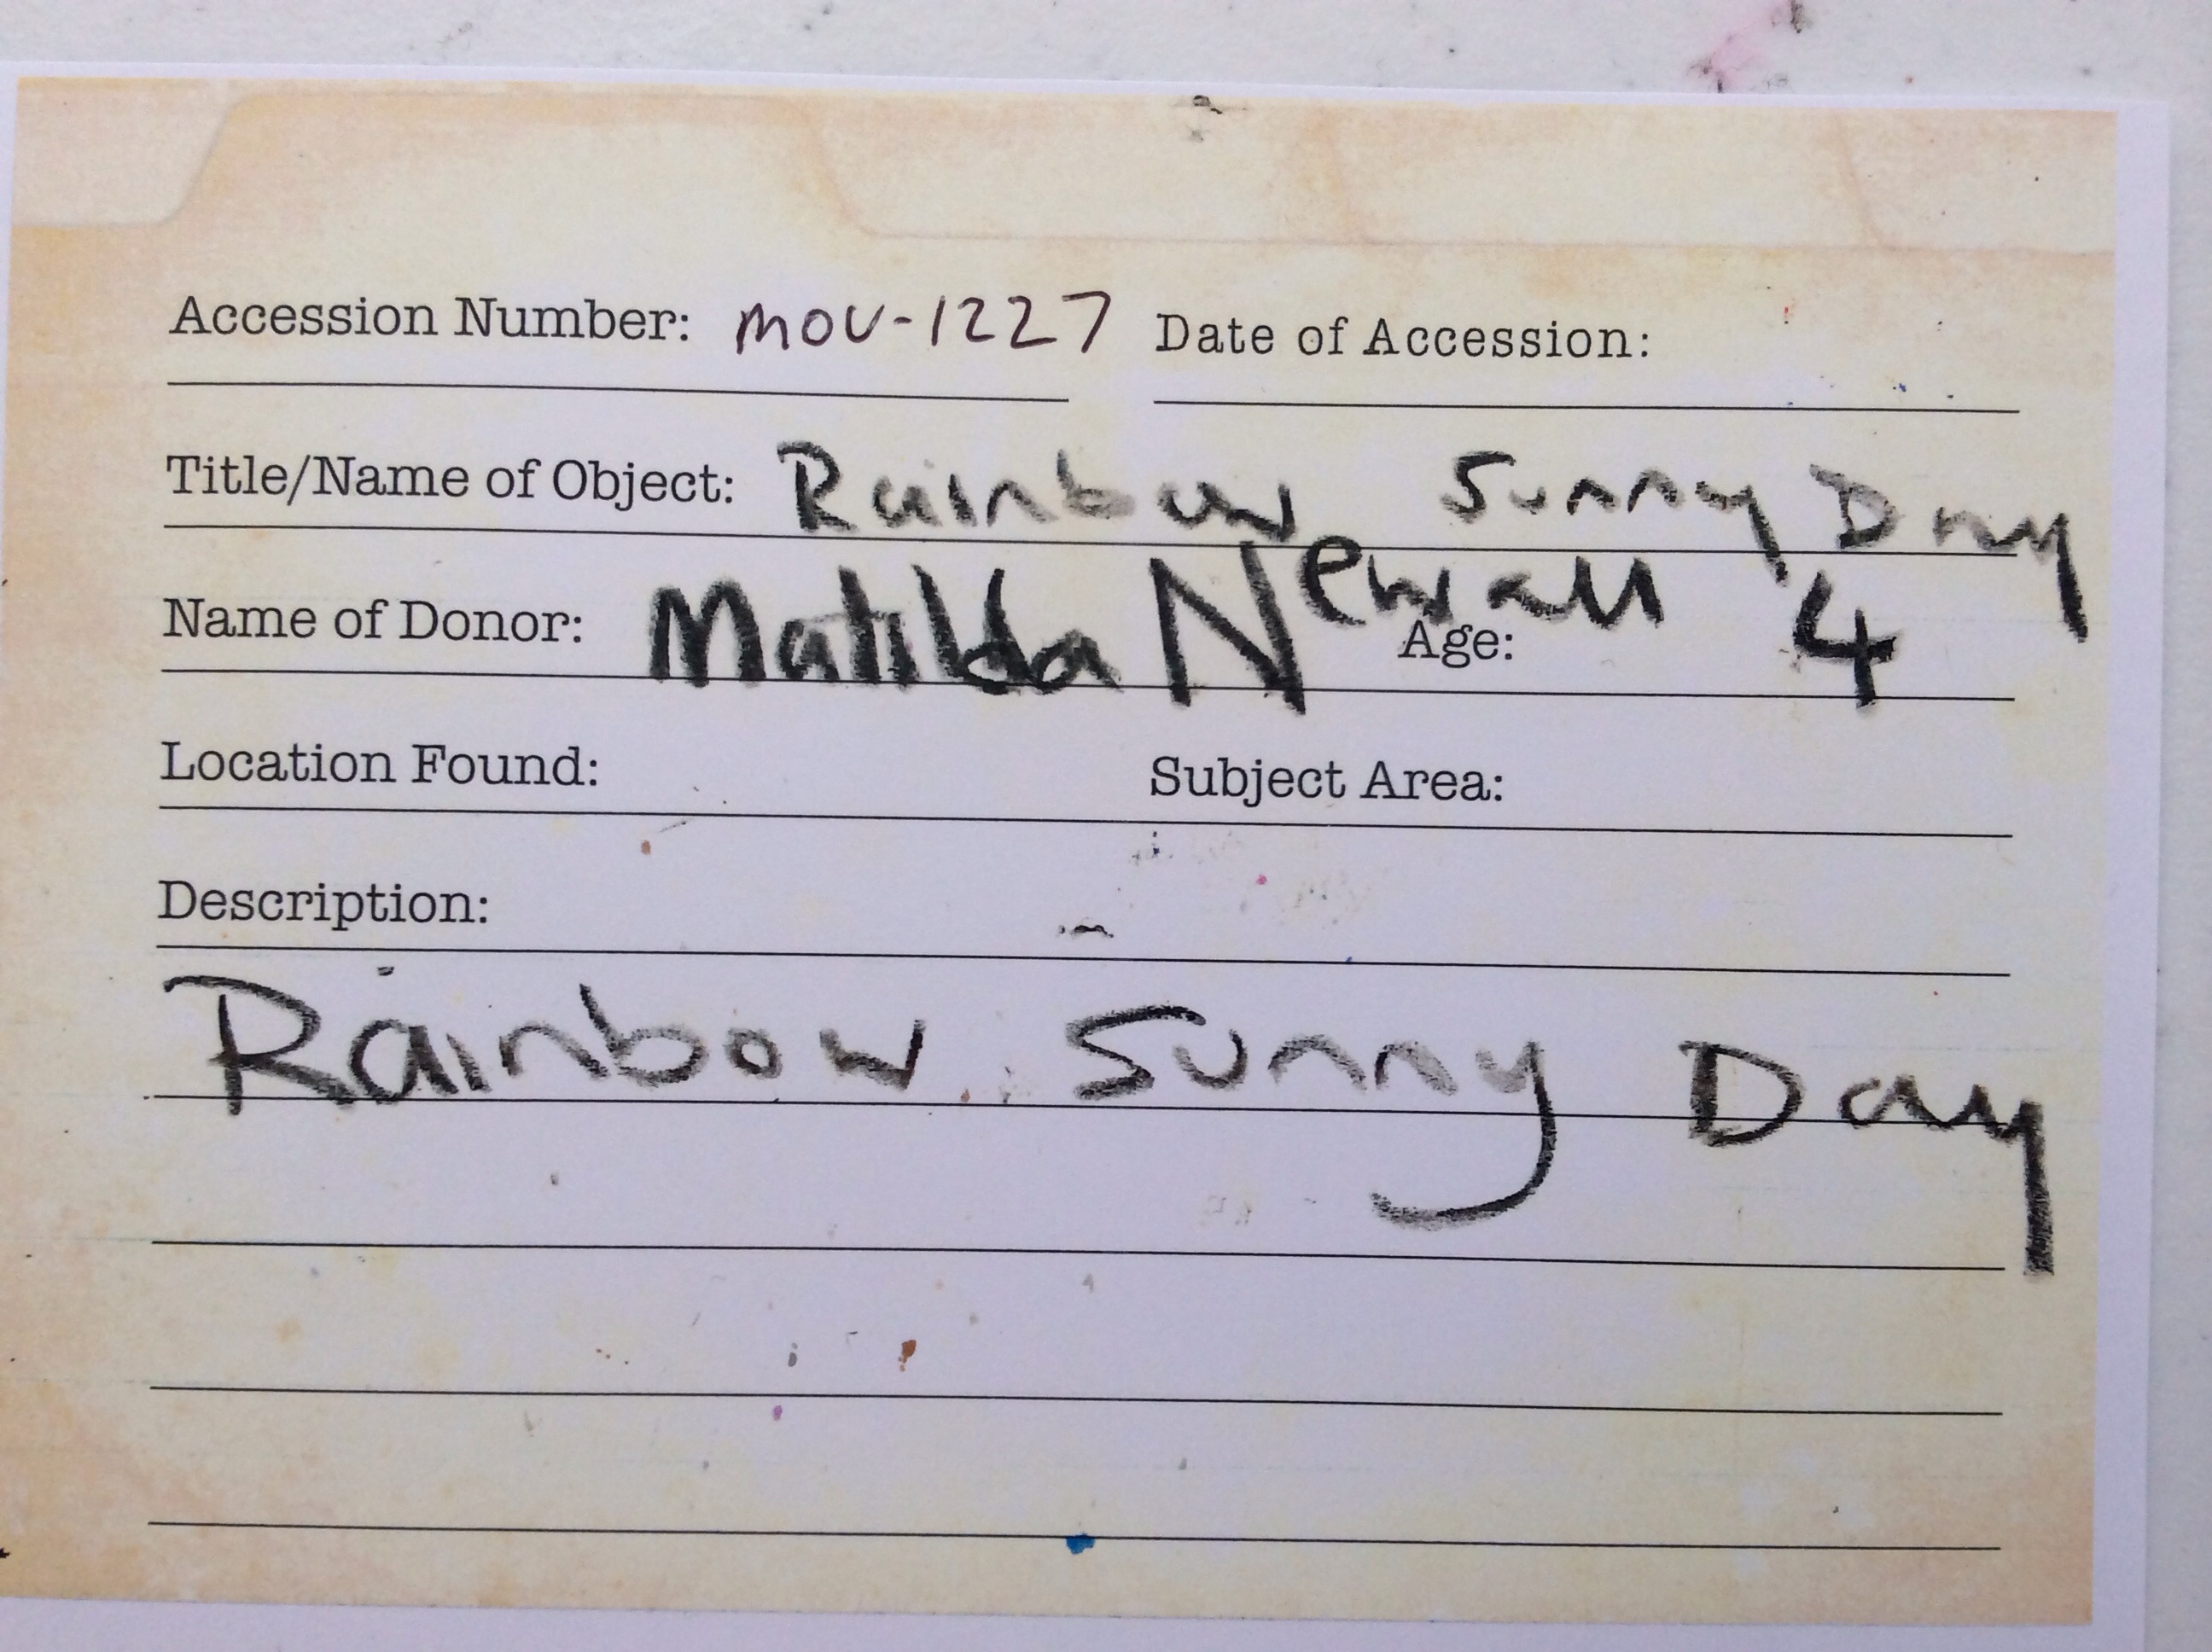 Accession Number: MOU-1227 Date of Accession:
Title/Name of Object: Rainbow Sunny Day
Name of Donor: Matilda Newall Age: 4
Location Found: Subject Area:
Description:
Rainbow Sunny Day